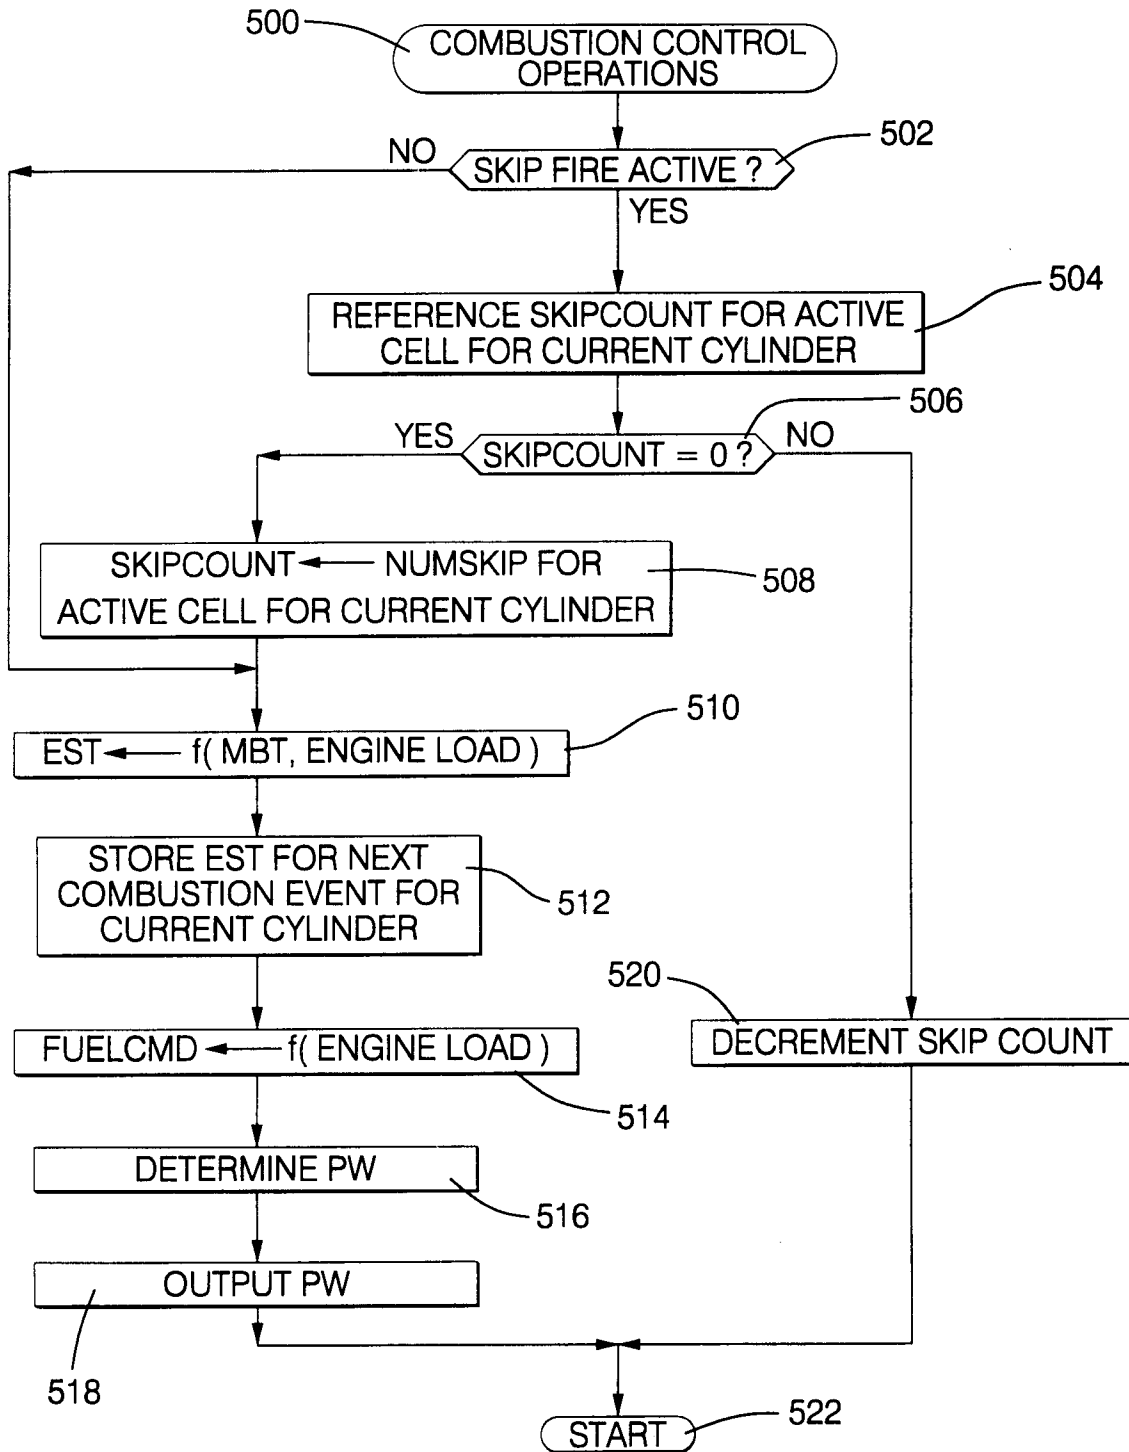 500
COMBUSTION CONTROL
OPERATIONS
502
NO
SKIP FIRE ACTIVE ?
YES
504
REFERENCE SKIPCOUNT FOR ACTIVE
CELL FOR CURRENT CYLINDER
506
YES
SKIPCOUNT = 0 ?
NO
SKIPCOUNT ← NUMSKIP FOR
ACTIVE CELL FOR CURRENT CYLINDER
508
510
EST ← f( MBT, ENGINE LOAD )
STORE EST FOR NEXT
COMBUSTION EVENT FOR
CURRENT CYLINDER
512
520
FUELCMD ← f( ENGINE LOAD )
DECREMENT SKIP COUNT
514
DETERMINE PW
516
OUTPUT PW
518
522
START